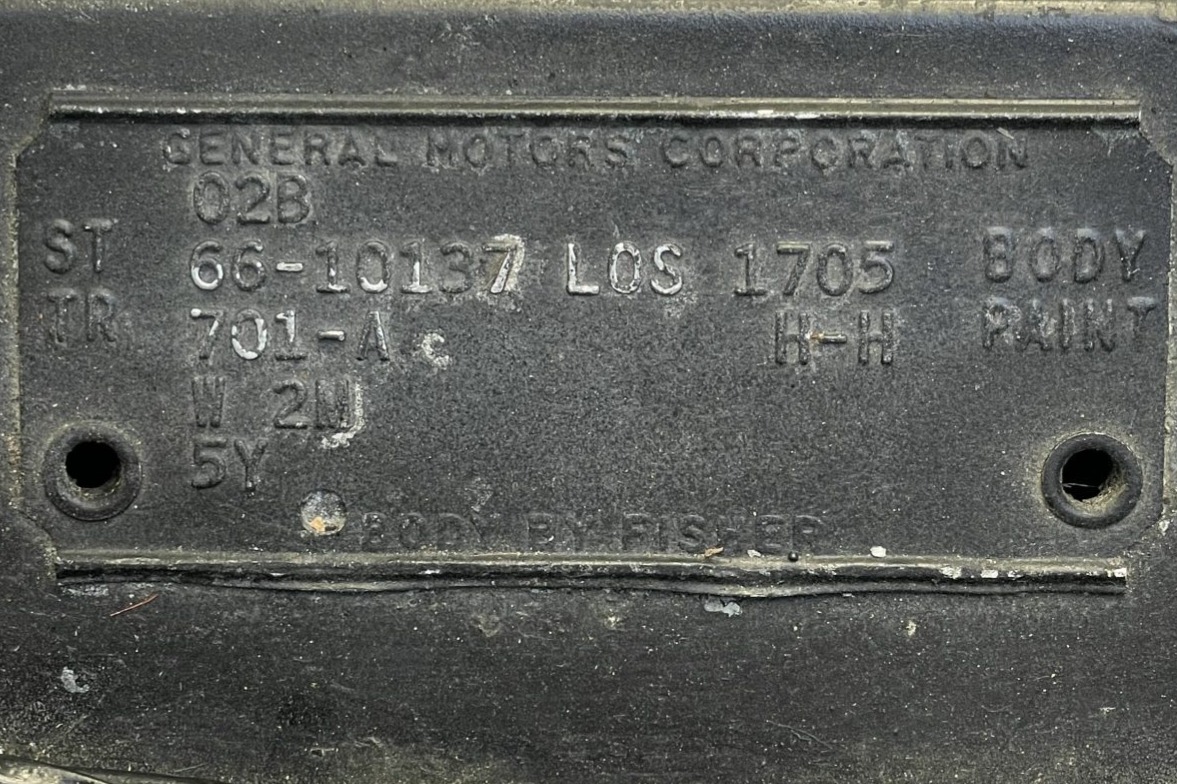 GENERAL MOTORS CORPORATION
02B
ST 66-10137 LOS 1705 BODY
TR 701-A H-H PAINT
W 2M
5Y
BODY BY FISHER